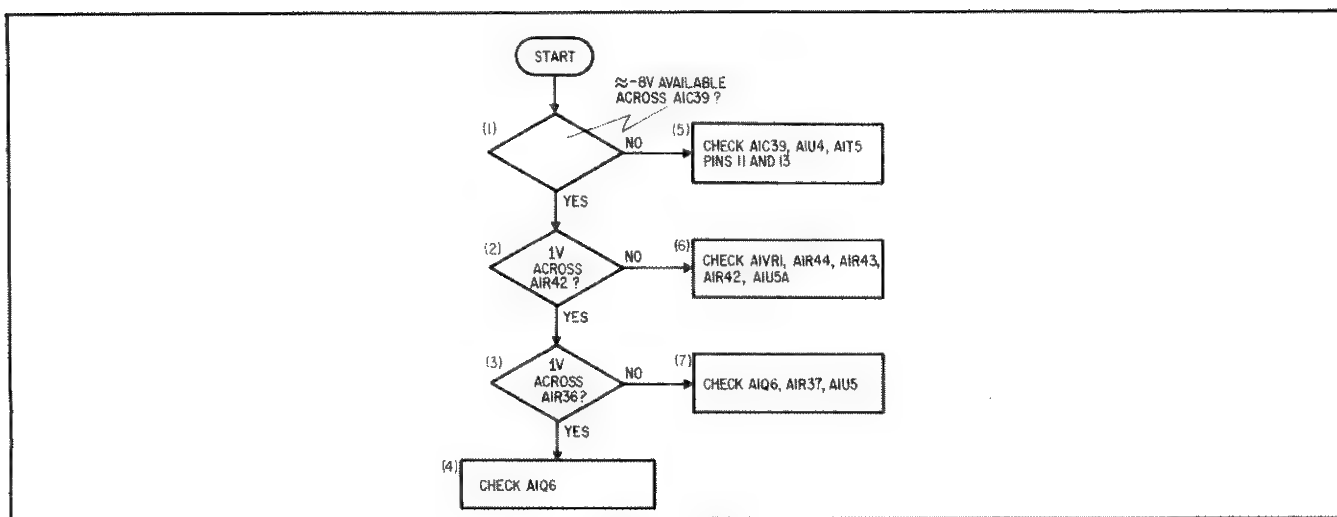 START
≈-8V AVAILABLE
ACROSS A1C39 ?
(1)
NO
(5)
CHECK A1C39, A1U4, A1T5
PINS 11 AND 13
YES
(2)
1V
ACROSS
A1R42 ?
NO
(6)
CHECK A1VR1, A1R44, A1R43,
A1R42, A1U5A
YES
(3)
1V
ACROSS
A1R36?
NO
(7)
CHECK A1Q6, A1R37, A1U5
YES
(4)
CHECK A1Q6